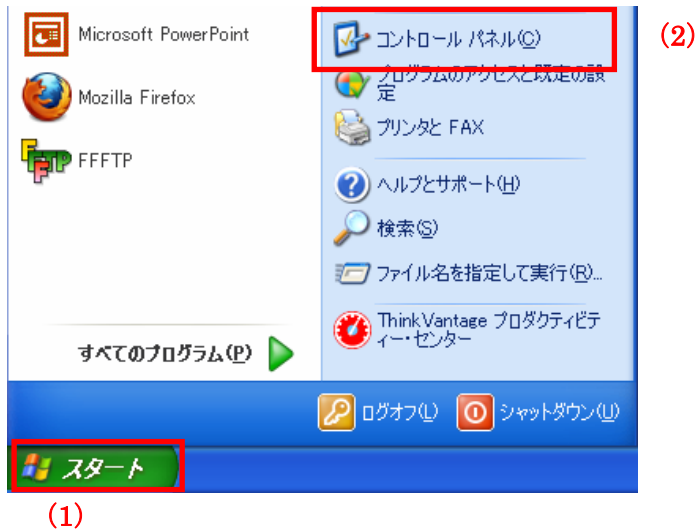 Microsoft PowerPoint
Mozilla Firefox
FFFTP
すべてのプログラム(P)
コントロール パネル(C)
(2)
プログラムのアクセスと既定の設
定
プリンタと FAX
ヘルプとサポート(H)
検索(S)
ファイル名を指定して実行(R)...
ThinkVantage プロダクティビテ
ィー・センター
ログオフ(L)
シャットダウン(U)
スタート
(1)